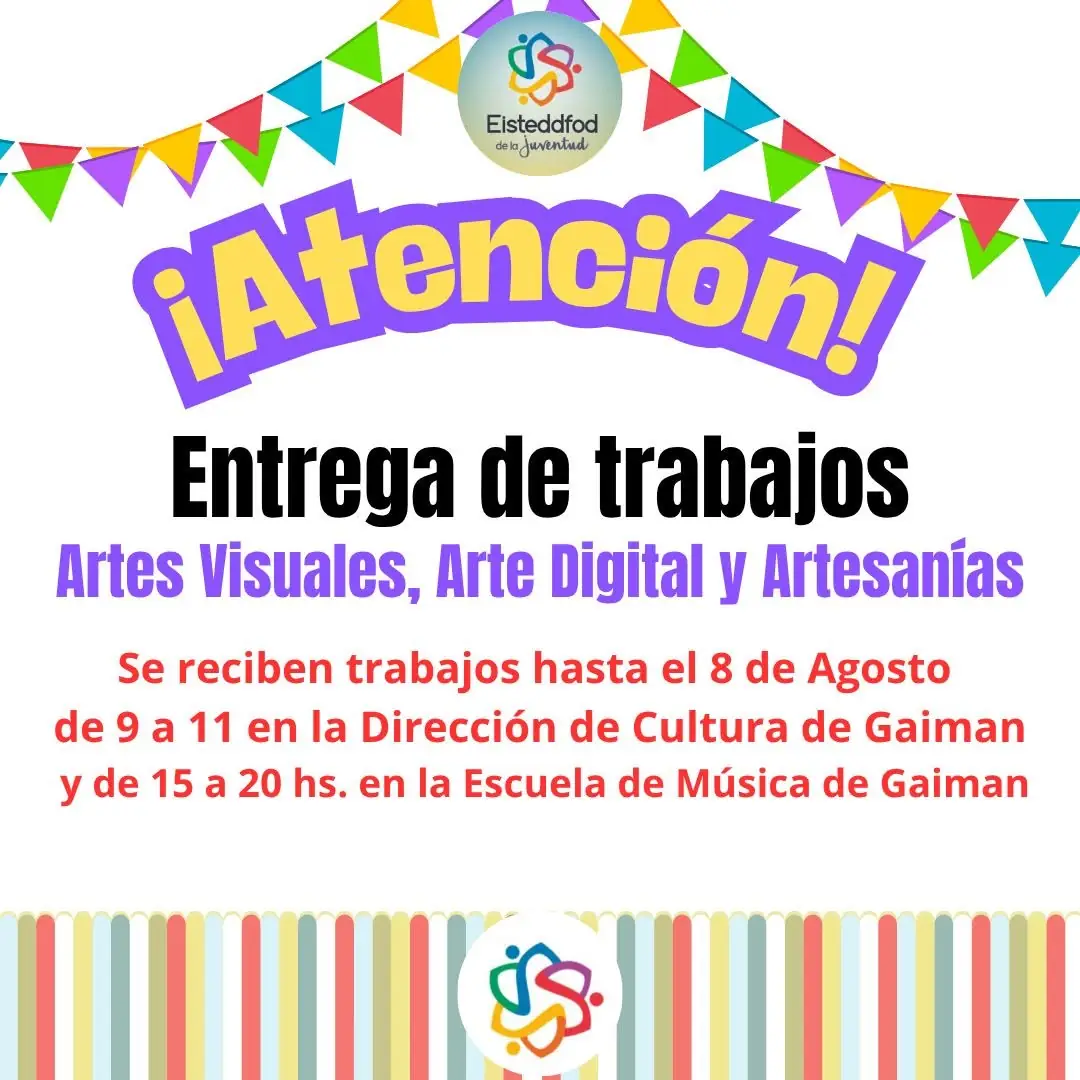 Eisteddfod
de la juventud
¡Atención!
Entrega de trabajos
Artes Visuales, Arte Digital y Artesanías
Se reciben trabajos hasta el 8 de Agosto
de 9 a 11 en la Dirección de Cultura de Gaiman
y de 15 a 20 hs. en la Escuela de Música de Gaiman